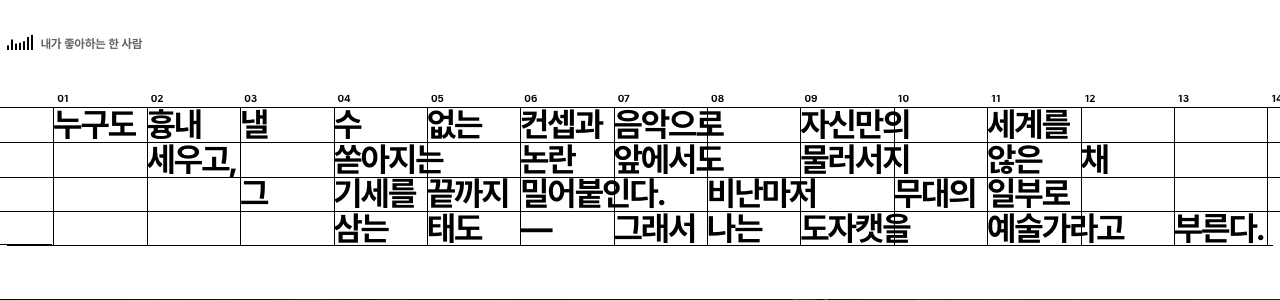 내가 좋아하는 한 사람
01 02 03 04 05 06 07 08 09 10 11 12 13 14
누구도 흉내 낼 수 없는 컨셉과 음악으로 자신만의 세계를
세우고, 쏟아지는 논란 앞에서도 물러서지 않은 채
그 기세를 끝까지 밀어붙인다. 비난마저 무대의 일부로
삼는 태도 — 그래서 나는 도자캣을 예술가라고 부른다.